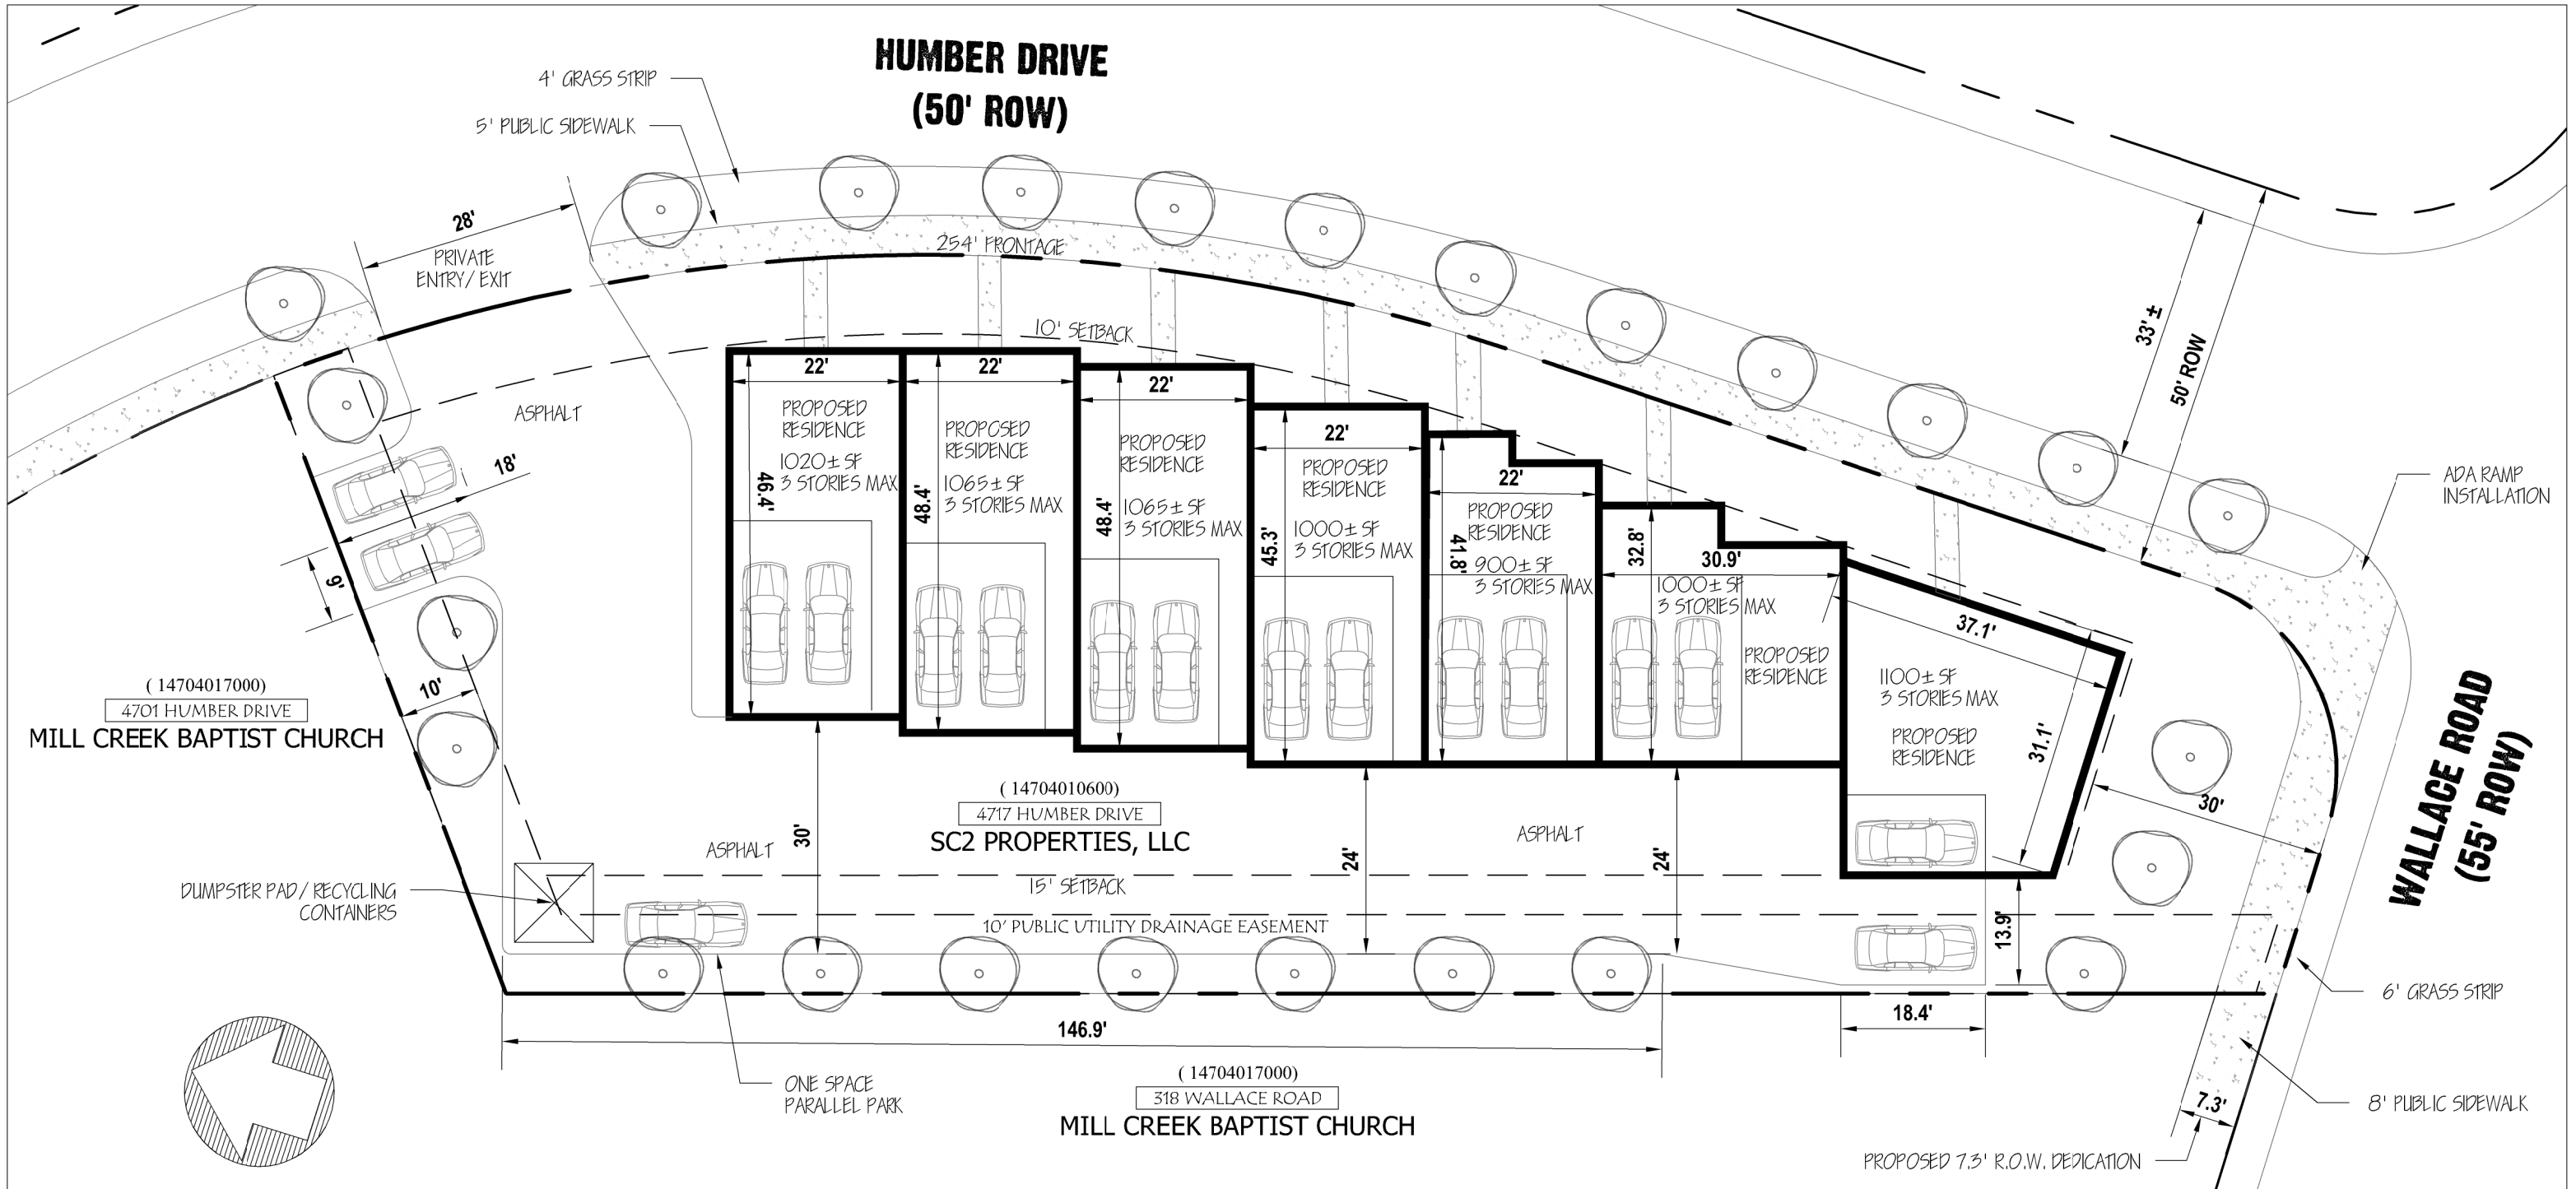 HUMBER DRIVE
(50' ROW)
4' GRASS STRIP
5' PUBLIC SIDEWALK
28'
PRIVATE
ENTRY/ EXIT
254' FRONTAGE
10' SETBACK
33' ±
50' ROW
ADA RAMP
INSTALLATION
ASPHALT
18'
9'
10'
22'
PROPOSED
RESIDENCE
1020± SF
3 STORIES MAX
46.4'
22'
PROPOSED
RESIDENCE
1065± SF
3 STORIES MAX
48.4'
22'
PROPOSED
RESIDENCE
1065± SF
3 STORIES MAX
48.4'
22'
PROPOSED
RESIDENCE
1000± SF
3 STORIES MAX
45.3'
22'
PROPOSED
RESIDENCE
900± SF
3 STORIES MAX
41.8'
30.9'
32.8'
1000± SF
3 STORIES MAX
PROPOSED
RESIDENCE
37.1'
1100± SF
3 STORIES MAX
PROPOSED
RESIDENCE
31.1'
30'
WALLACE ROAD
(55' ROW)
( 14704017000)
4701 HUMBER DRIVE
MILL CREEK BAPTIST CHURCH
( 14704010600)
4717 HUMBER DRIVE
SC2 PROPERTIES, LLC
ASPHALT
30'
24'
ASPHALT
24'
15' SETBACK
10' PUBLIC UTILITY DRAINAGE EASEMENT
13.9'
DUMPSTER PAD/ RECYCLING
CONTAINERS
6' GRASS STRIP
18.4'
146.9'
ONE SPACE
PARALLEL PARK
( 14704017000)
318 WALLACE ROAD
MILL CREEK BAPTIST CHURCH
7.3'
8' PUBLIC SIDEWALK
PROPOSED 7.3' R.O.W. DEDICATION